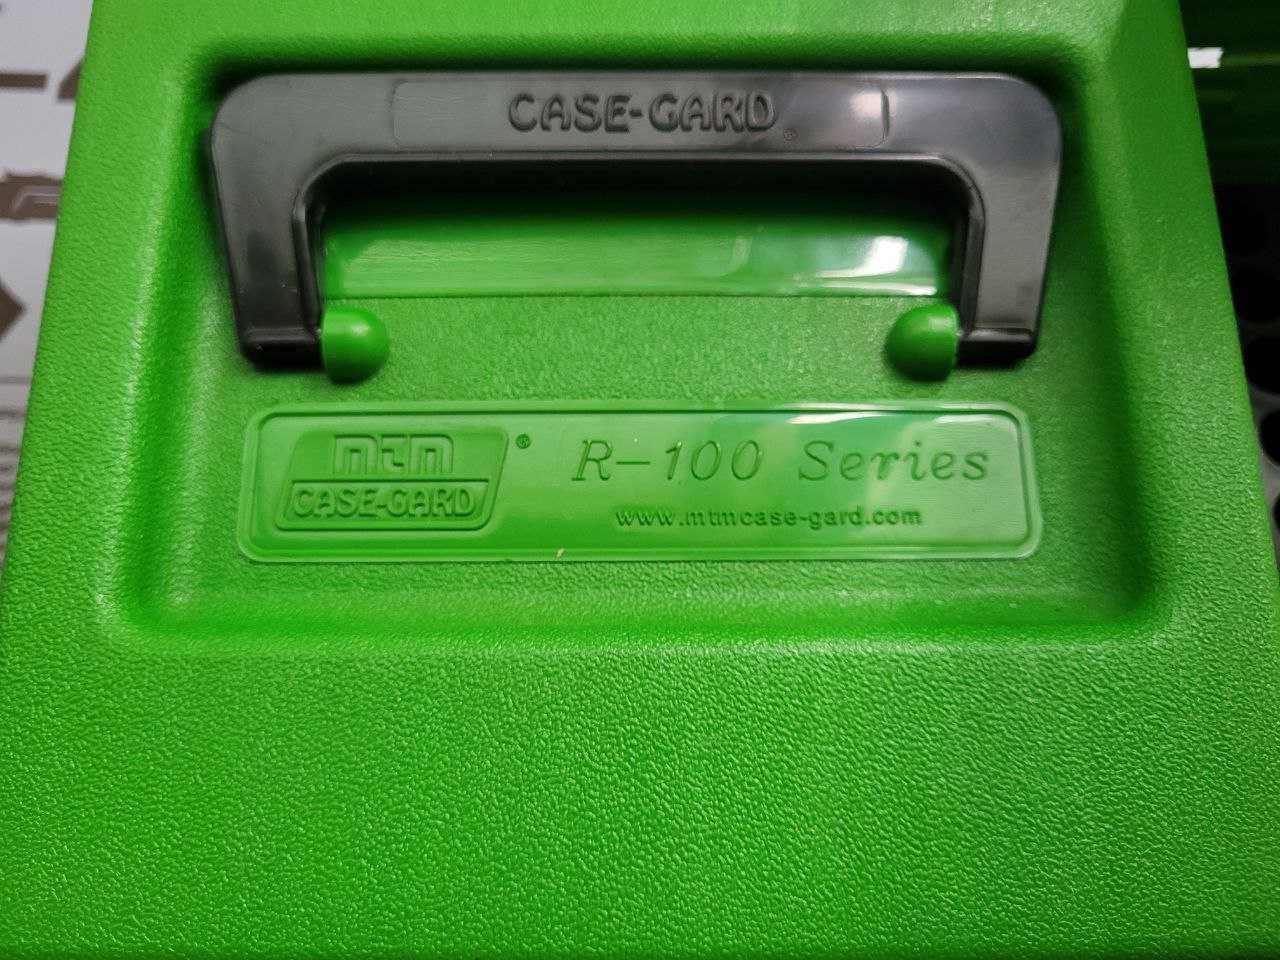 CASE-GARD®
mtm ®
CASE-GARD
R-100 Series
www.mtmcase-gard.com